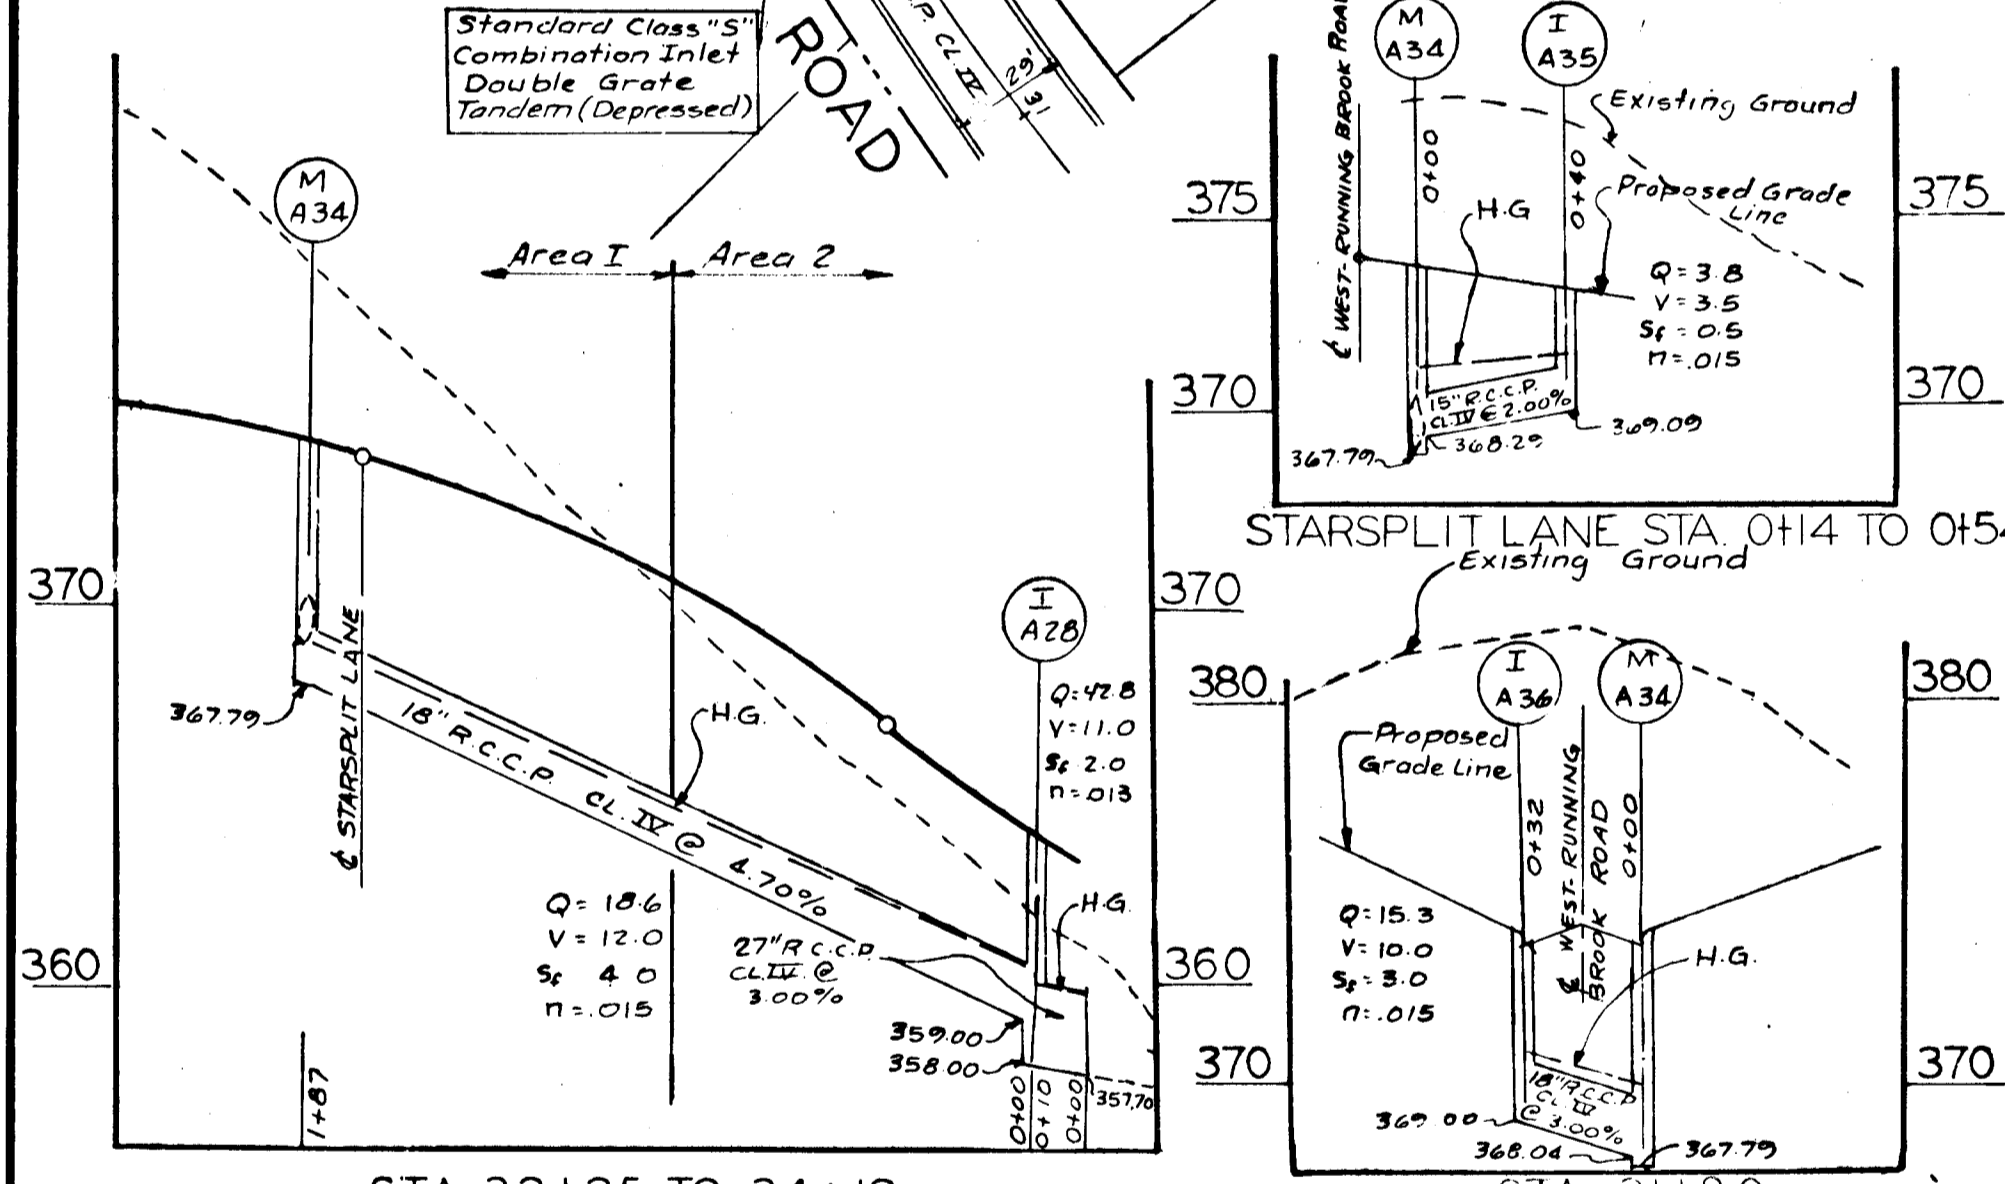 Standard Class "S"
Combination Inlet
Double Grate
Tandem (Depressed)
ROAD
P. CL. IV
29'
3'
M
A34
Area I
Area 2
370
360
370
360
367.79
℄ STARSPLIT LANE
18" R.C.C.P. CL. IV @ 4.70%
H.G.
I
A28
Q=42.8
V=11.0
Sf 2.0
n=.013
Q= 18.6
V= 12.0
Sf 4 0
n=.015
27" R.C.C.P.
CL.IV. @
3.00%
H.G.
359.00
358.00
357.70
1+87
0+00
0+10
0+00
M
A34
I
A35
℄ WEST-RUNNING BROOK ROAD
0+00
0+40
Existing Ground
Proposed Grade
Line
H.G
375
375
370
370
Q=3.8
V=3.5
Sf=0.5
n=.015
15" R.C.C.P.
CL.IV @ 2.00%
369.09
368.29
367.79
STARSPLIT LANE STA. 0+14 TO 0+54
Existing Ground
380
380
I
A36
M
A34
Proposed
Grade Line
0+32
℄ WEST-RUNNING
BROOK ROAD
0+00
H.G.
Q=15.3
V=10.0
Sf=3.0
n=.015
370
370
18" R.C.C.P
CL. IV
@ 3.00%
369.00
368.04
367.79